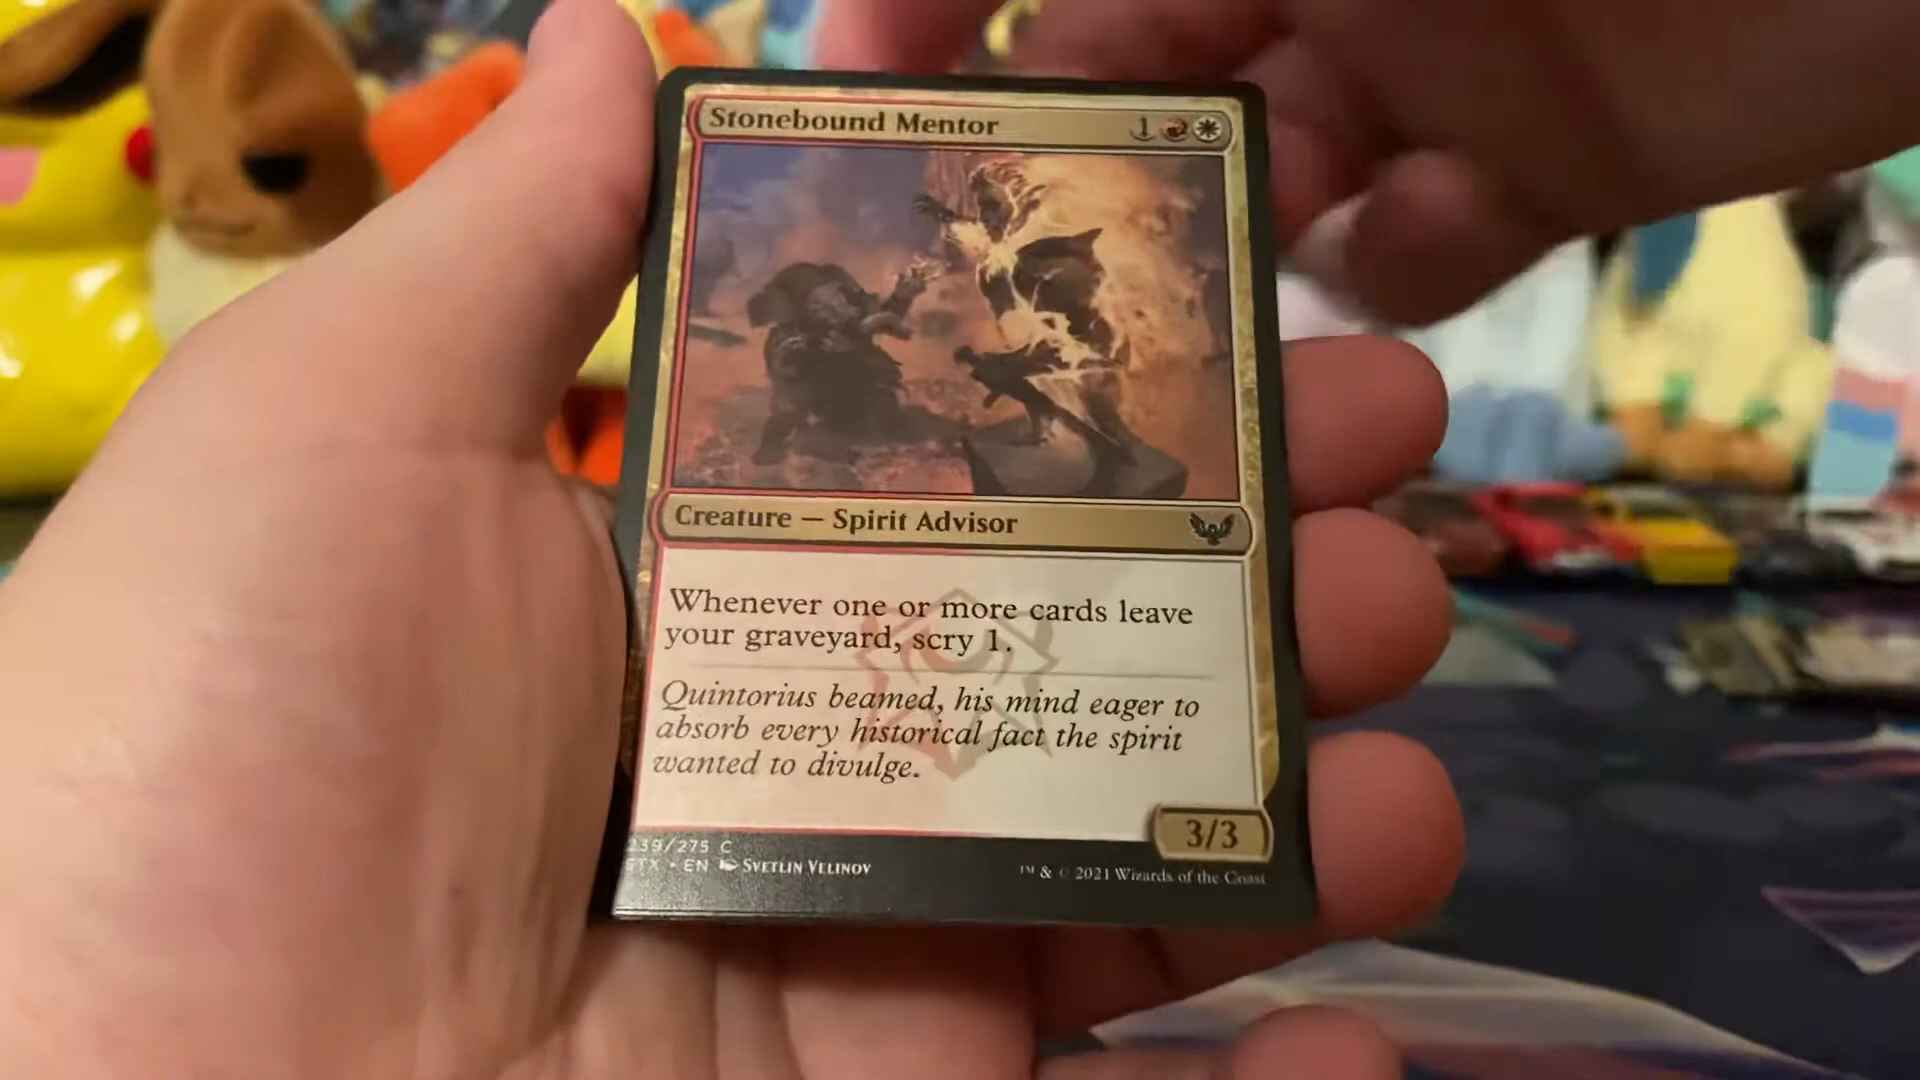 Stonebound Mentor 1
Creature — Spirit Advisor
Whenever one or more cards leave
your graveyard, scry 1.
Quintorius beamed, his mind eager to
absorb every historical fact the spirit
wanted to divulge.
3/3
239/275 C
STX • EN Svetlin Velinov
™ & © 2021 Wizards of the Coast